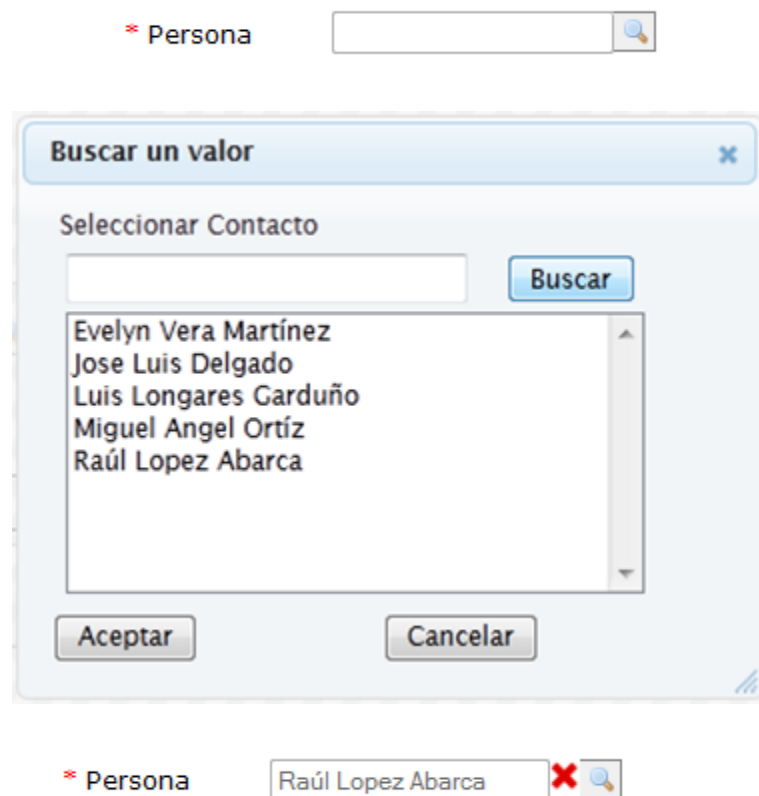 * Persona
Buscar un valor
Seleccionar Contacto
Buscar
Evelyn Vera Martínez
Jose Luis Delgado
Luis Longares Garduño
Miguel Angel Ortíz
Raúl Lopez Abarca
Aceptar Cancelar
* Persona Raúl Lopez Abarca